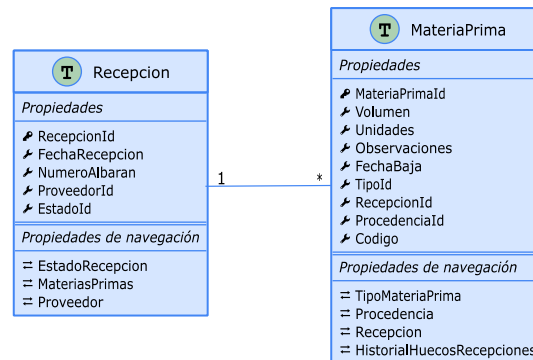 T Recepcion
Propiedades
RecepcionId
FechaRecepcion
NumeroAlbaran
ProveedorId
EstadoId
Propiedades de navegación
EstadoRecepcion
MateriasPrimas
Proveedor
1
*
T MateriaPrima
Propiedades
MateriaPrimaId
Volumen
Unidades
Observaciones
FechaBaja
TipoId
RecepcionId
ProcedenciaId
Codigo
Propiedades de navegación
TipoMateriaPrima
Procedencia
Recepcion
HistorialHuecosRecepciones